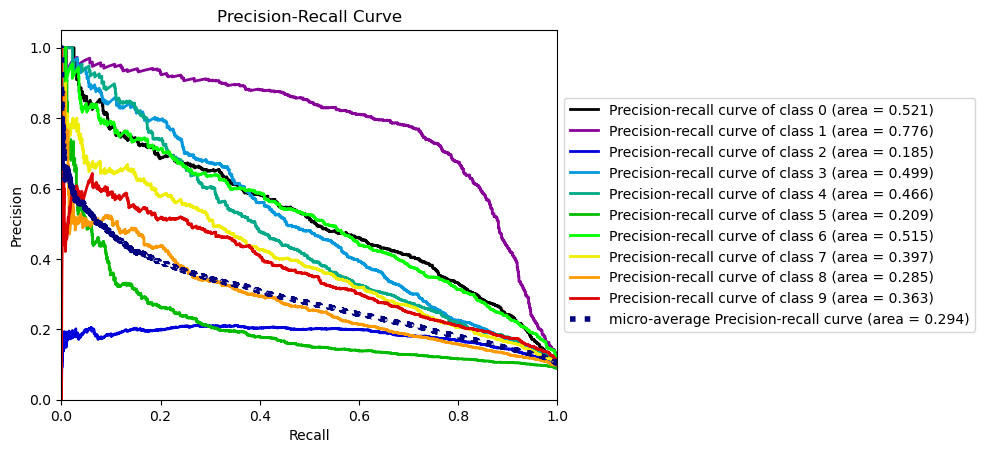 Precision-Recall Curve
1.0
0.8
0.6
0.4
0.2
0.0
Precision
0.0 0.2 0.4 0.6 0.8 1.0
Recall
Precision-recall curve of class 0 (area = 0.521)
Precision-recall curve of class 1 (area = 0.776)
Precision-recall curve of class 2 (area = 0.185)
Precision-recall curve of class 3 (area = 0.499)
Precision-recall curve of class 4 (area = 0.466)
Precision-recall curve of class 5 (area = 0.209)
Precision-recall curve of class 6 (area = 0.515)
Precision-recall curve of class 7 (area = 0.397)
Precision-recall curve of class 8 (area = 0.285)
Precision-recall curve of class 9 (area = 0.363)
micro-average Precision-recall curve (area = 0.294)